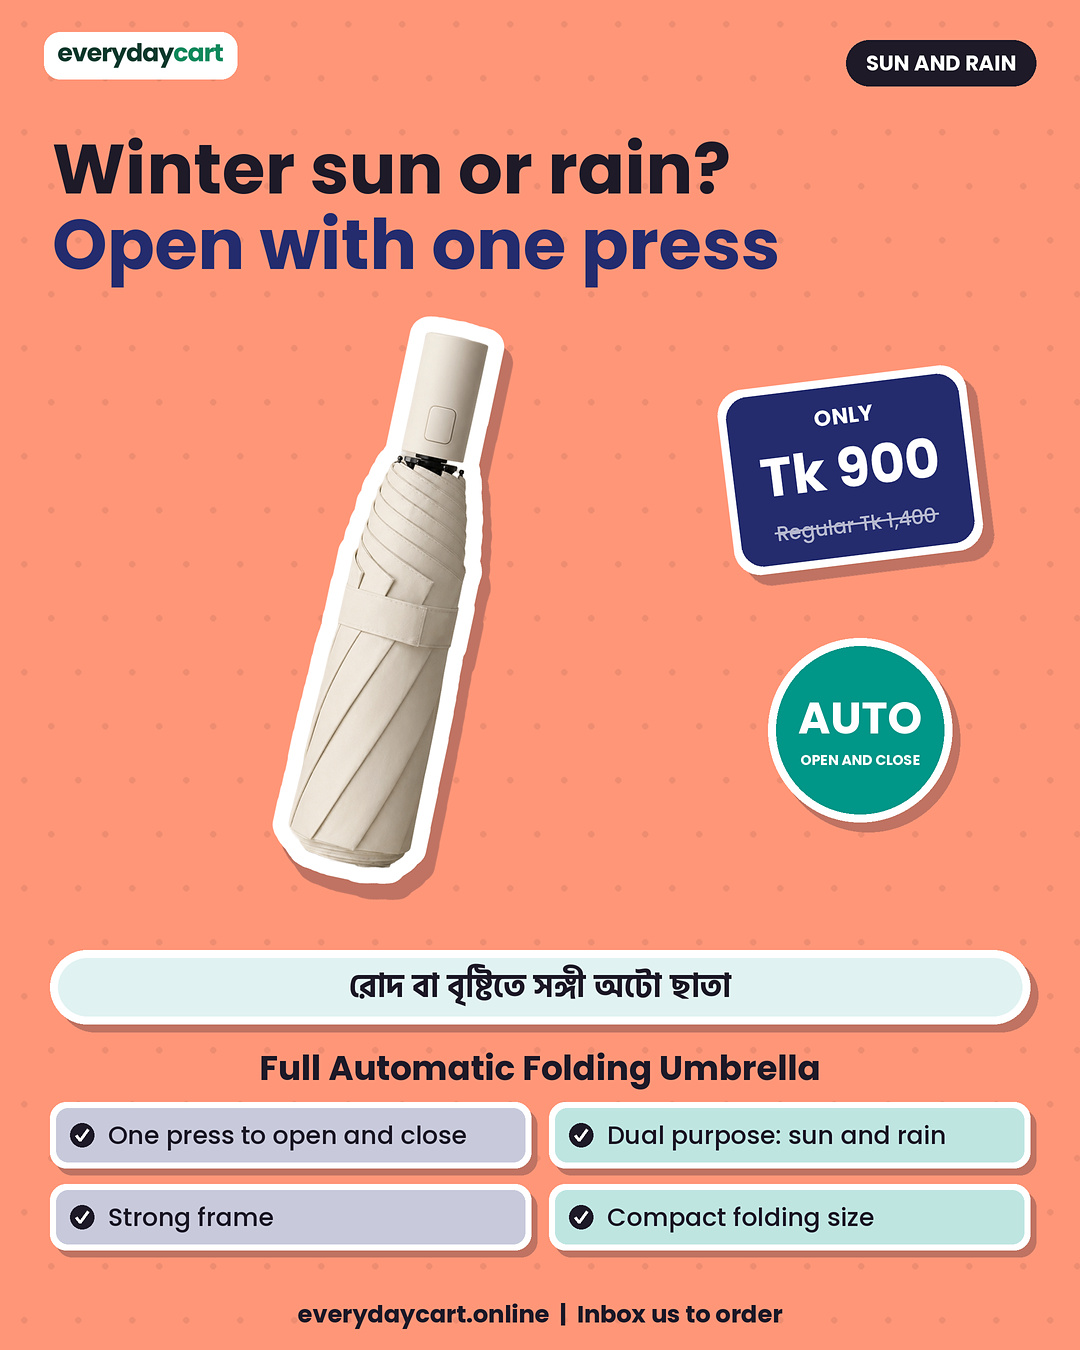 everydaycart
SUN AND RAIN
Winter sun or rain?
Open with one press
ONLY
Tk 900
Regular Tk 1,400
AUTO
OPEN AND CLOSE
রোদ বা বৃষ্টিতে সঙ্গী অটো ছাতা
Full Automatic Folding Umbrella
One press to open and close
Dual purpose: sun and rain
Strong frame
Compact folding size
everydaycart.online | Inbox us to order